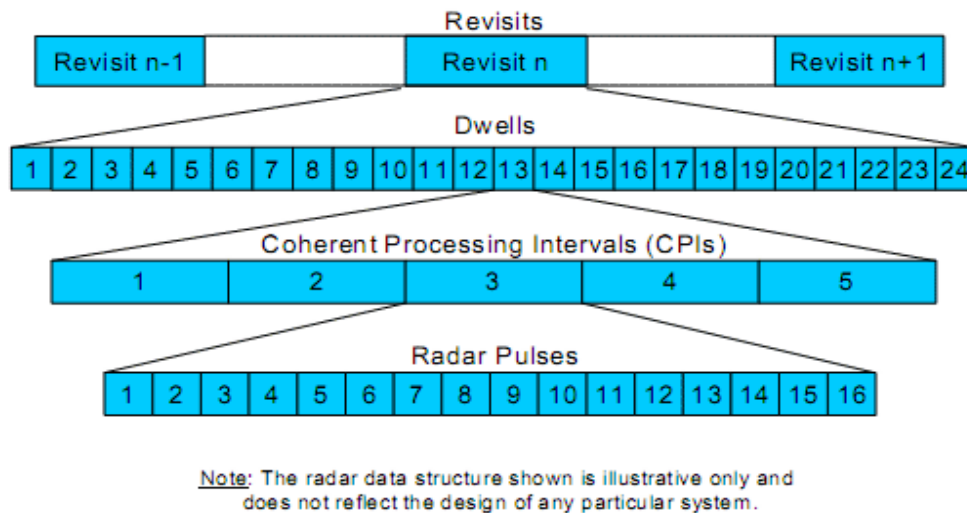 Revisits
Revisit n-1 Revisit n Revisit n+1
Dwells
1 2 3 4 5 6 7 8 9 10 11 12 13 14 15 16 17 18 19 20 21 22 23 24
Coherent Processing Intervals (CPIs)
1 2 3 4 5
Radar Pulses
1 2 3 4 5 6 7 8 9 10 11 12 13 14 15 16
Note: The radar data structure shown is illustrative only and
does not reflect the design of any particular system.